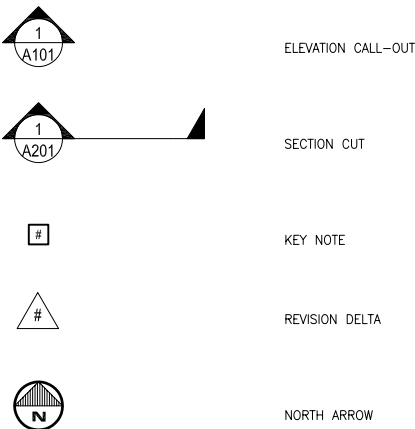 1
A101
ELEVATION CALL-OUT
1
A201
SECTION CUT
#
KEY NOTE
#
REVISION DELTA
N
NORTH ARROW